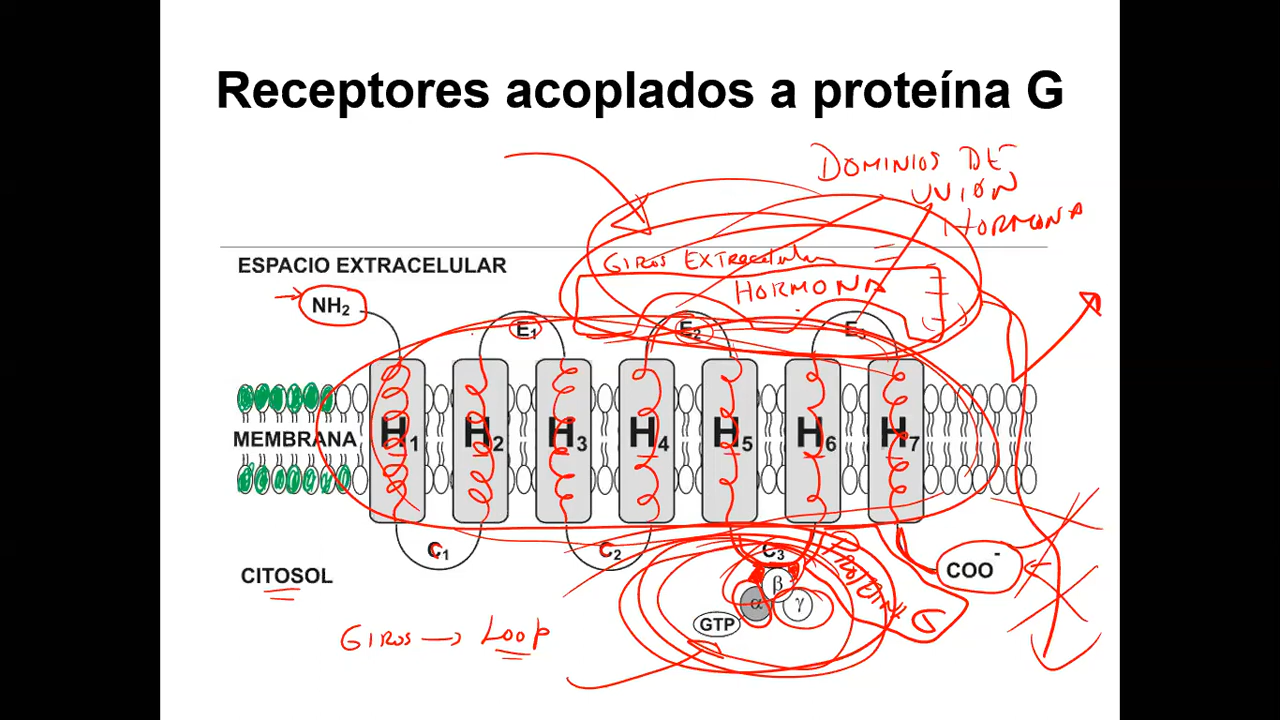 Receptores acoplados a proteína G
DOMINIOS DE
UNIÓN
HORMONA
ESPACIO EXTRACELULAR
GIROS EXTRACELULAR
HORMONA
NH2
E1
E2
E3
MEMBRANA
H1
H2
H3
H4
H5
H6
H7
C1
C2
C3
COO-
CITOSOL
β
α
γ
GTP
PROTEINA G
GIROS → LOOP